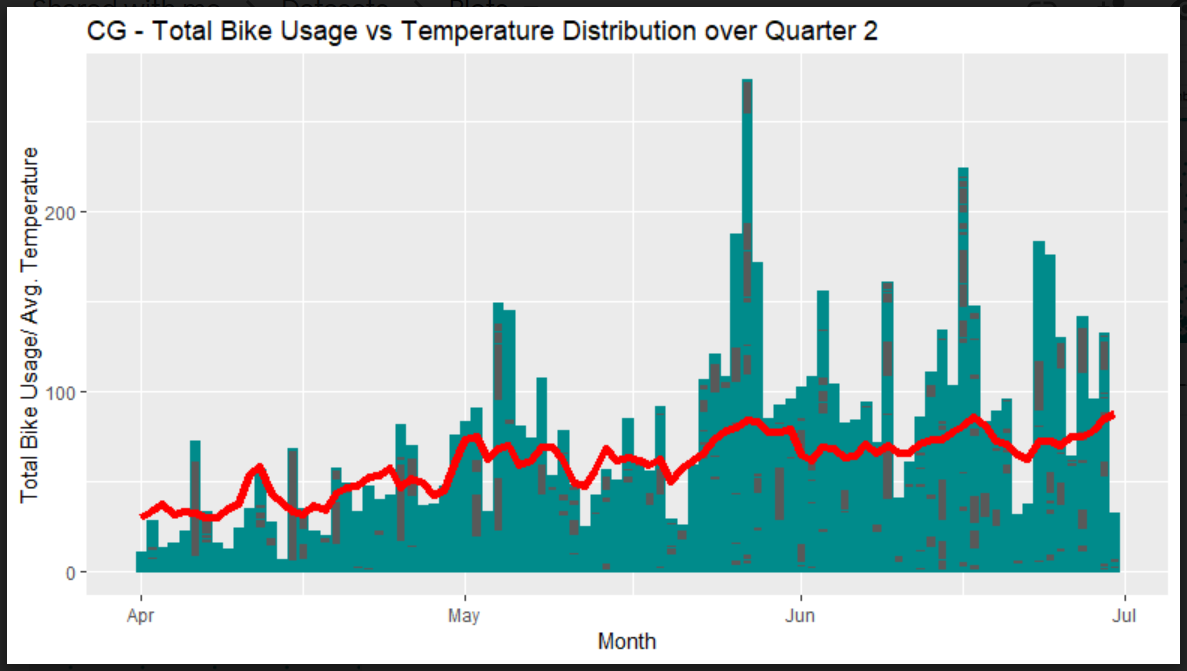 CG - Total Bike Usage vs Temperature Distribution over Quarter 2
Total Bike Usage/ Avg. Temperature
200
100
0
Apr
May
Jun
Jul
Month